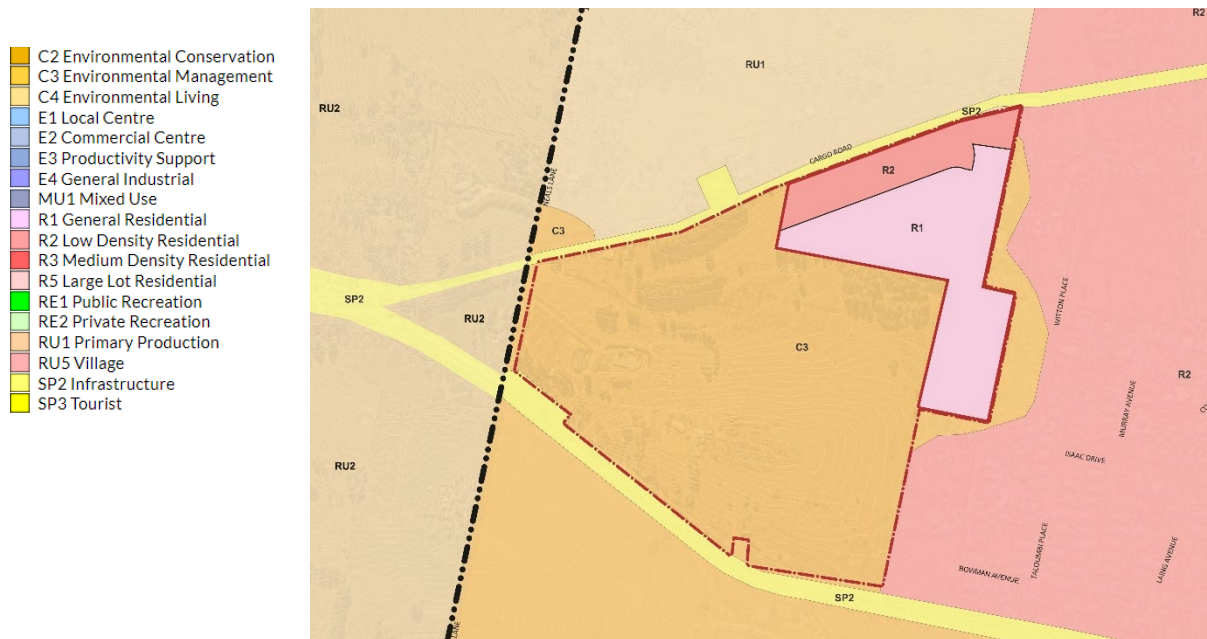 C2 Environmental Conservation
C3 Environmental Management
C4 Environmental Living
E1 Local Centre
E2 Commercial Centre
E3 Productivity Support
E4 General Industrial
MU1 Mixed Use
R1 General Residential
R2 Low Density Residential
R3 Medium Density Residential
R5 Large Lot Residential
RE1 Public Recreation
RE2 Private Recreation
RU1 Primary Production
RU5 Village
SP2 Infrastructure
SP3 Tourist
R2
RU1
RU2
SP2
CARGO ROAD
R2
NEALS LANE
C3
R1
SP2
RU2
WITTON PLACE
C3
R2
MURRAY AVENUE
ISAAC DRIVE
RU2
TALOUMBI PLACE
LAING AVENUE
BOWMAN AVENUE
SP2
LANE